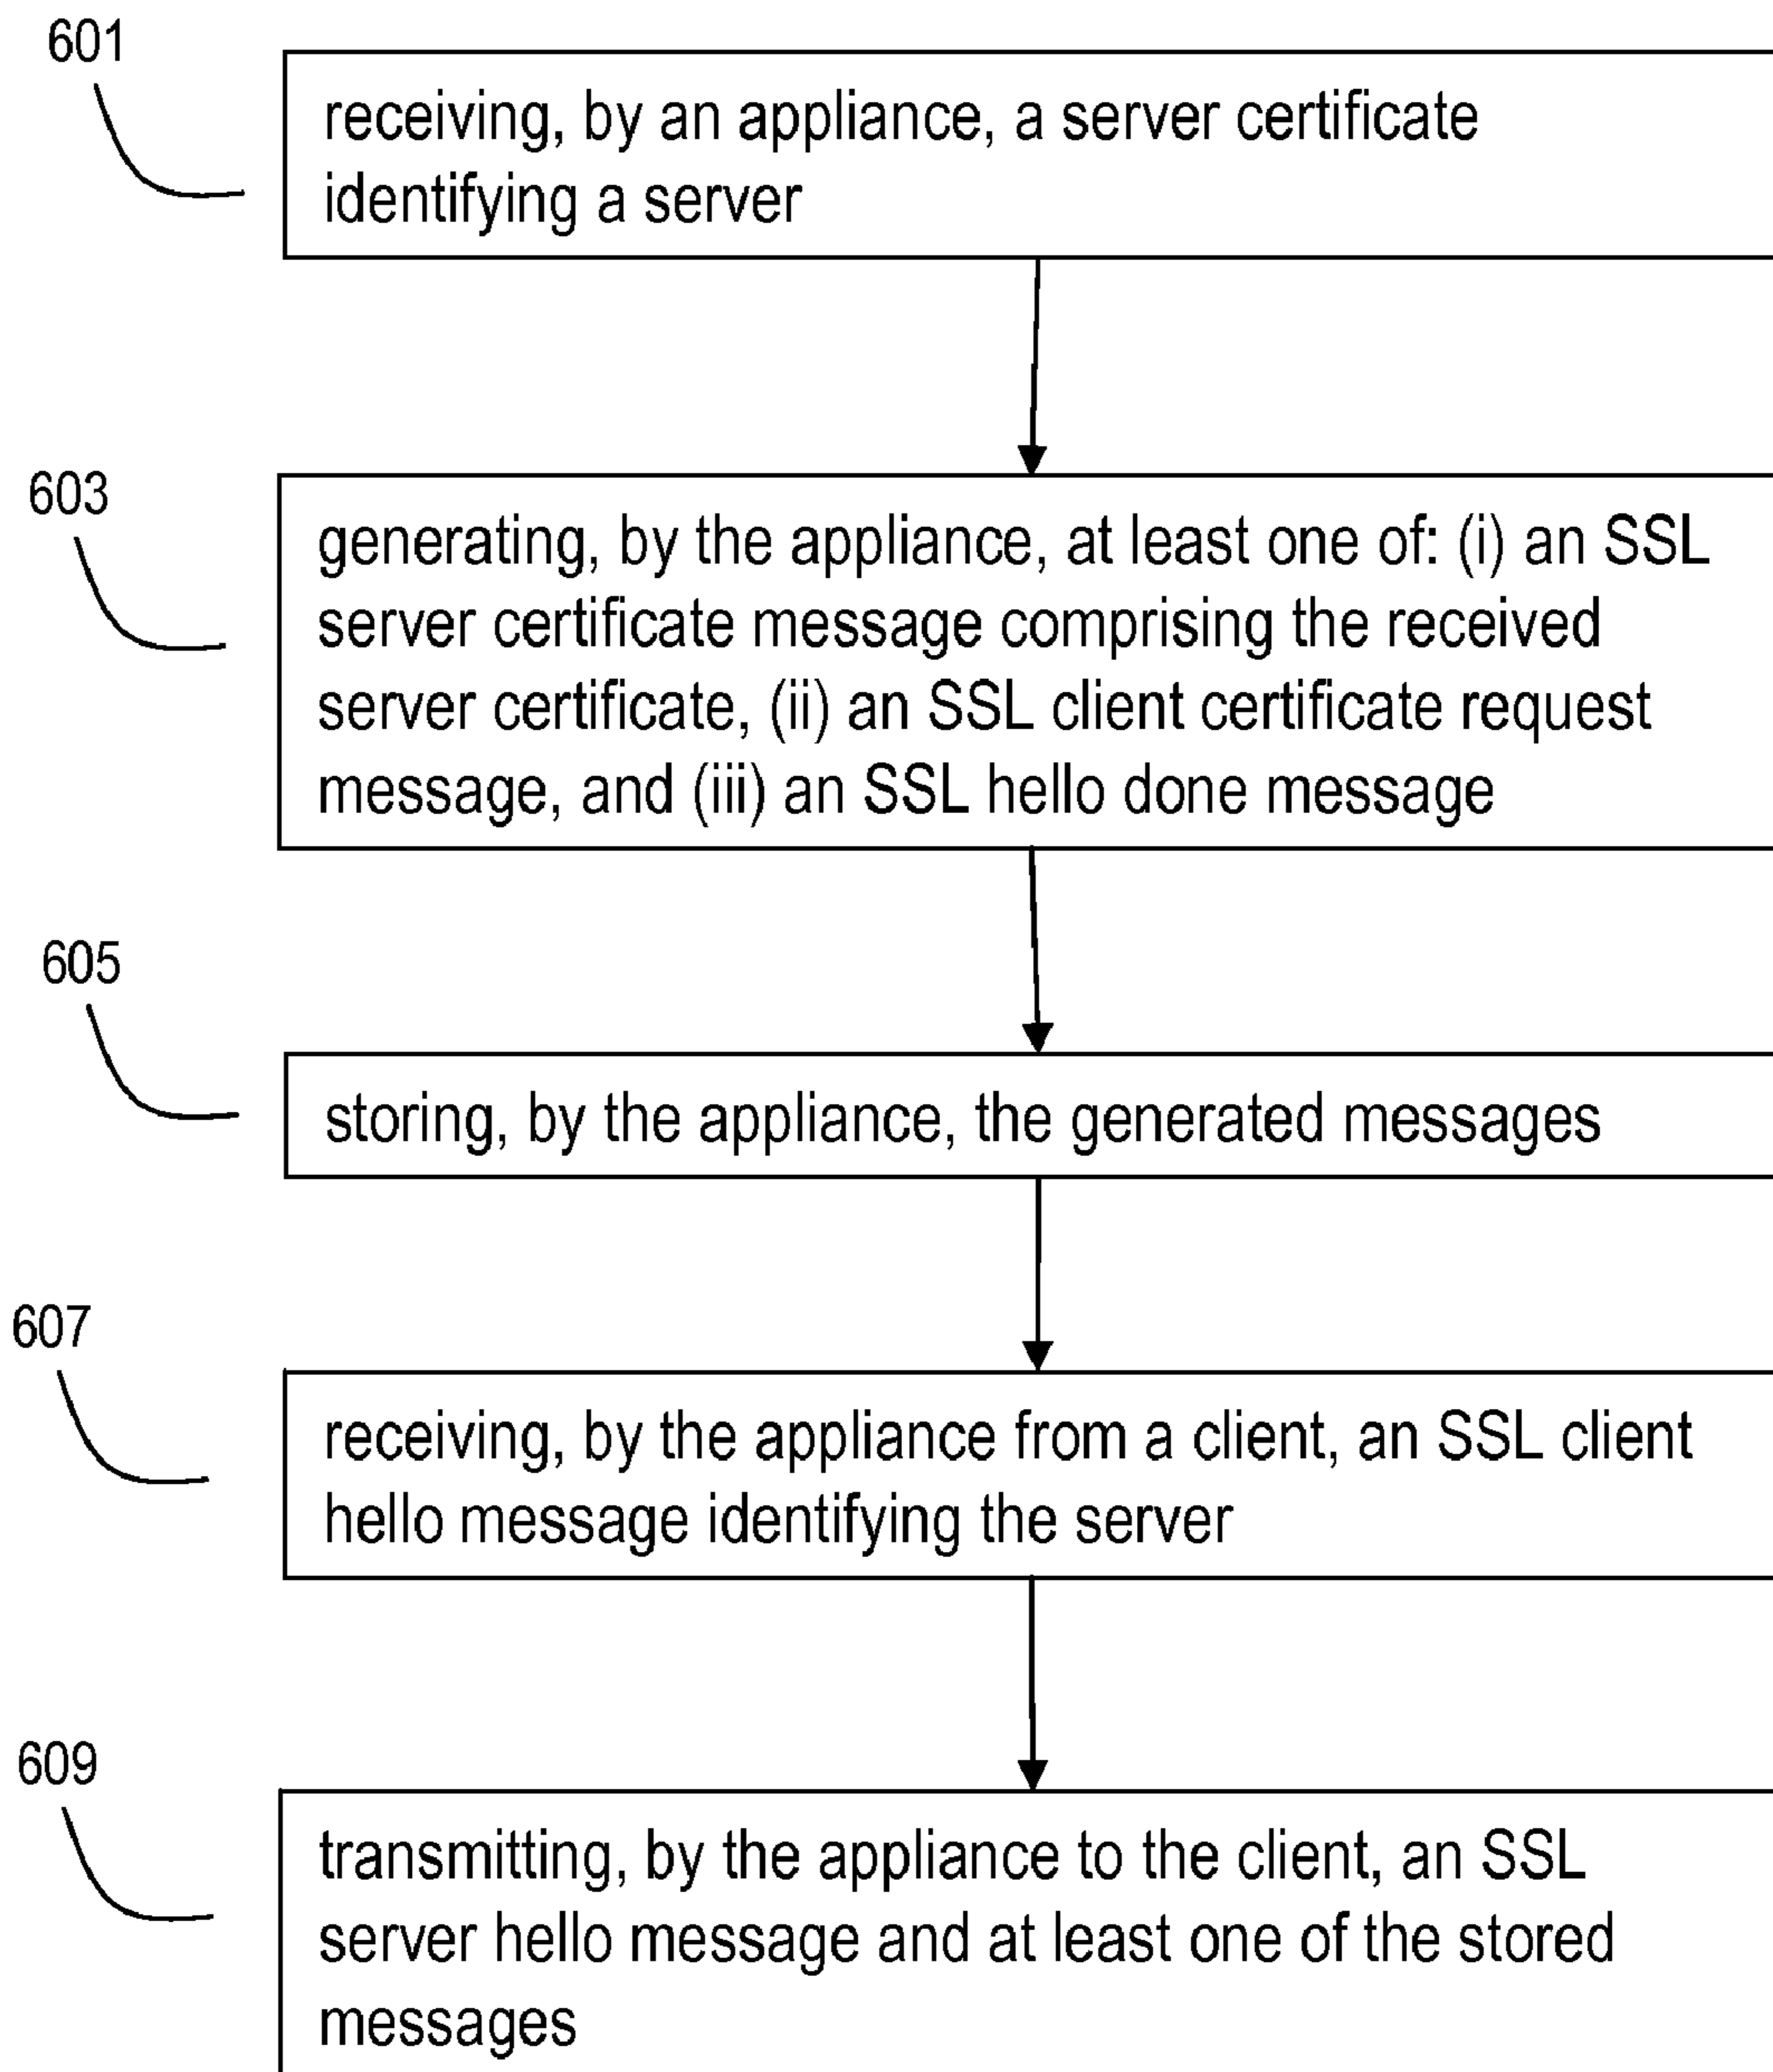 601
receiving, by an appliance, a server certificate
identifying a server
603
generating, by the appliance, at least one of: (i) an SSL
server certificate message comprising the received
server certificate, (ii) an SSL client certificate request
message, and (iii) an SSL hello done message
605
storing, by the appliance, the generated messages
607
receiving, by the appliance from a client, an SSL client
hello message identifying the server
609
transmitting, by the appliance to the client, an SSL
server hello message and at least one of the stored
messages